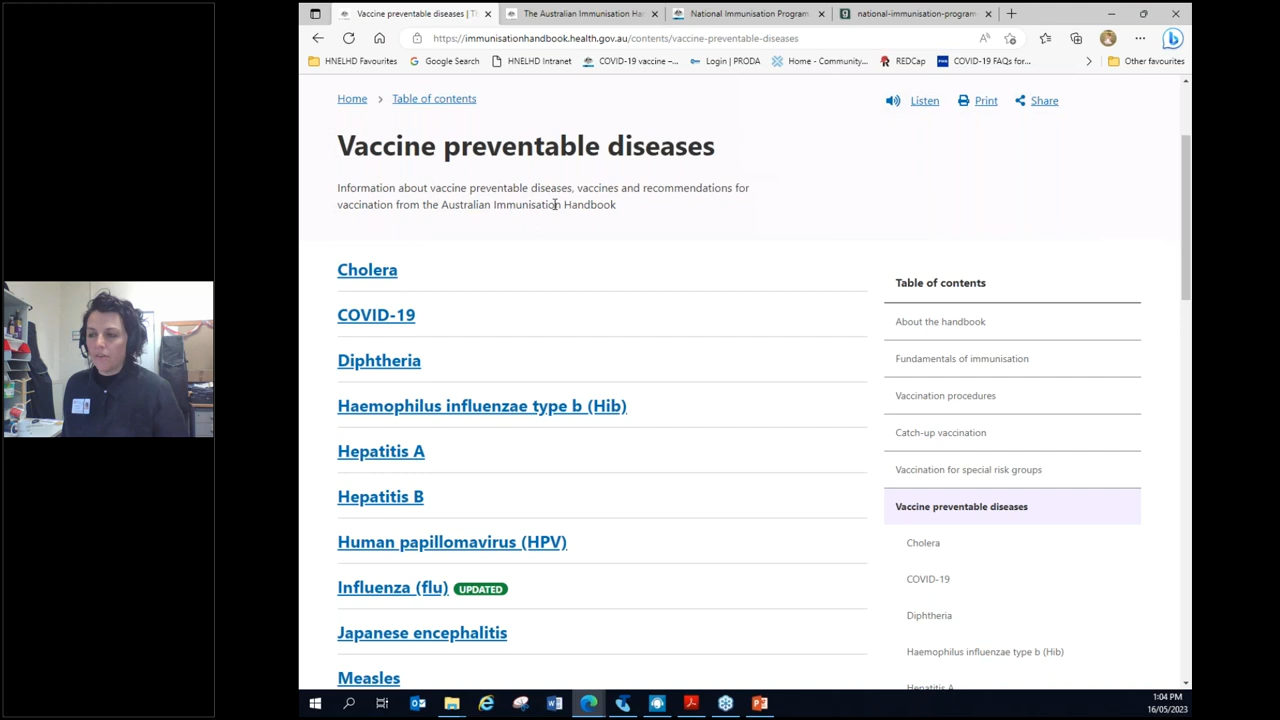 Vaccine preventable diseases | T
The Australian Immunisation Ha
National Immunisation Program
national-immunisation-program
https://immunisationhandbook.health.gov.au/contents/vaccine-preventable-diseases
HNELHD Favourites
Google Search
HNELHD Intranet
COVID-19 vaccine –...
Login | PRODA
Home - Community...
REDCap
COVID-19 FAQs for...
Other favourites
Home > Table of contents
Listen
Print
Share
Vaccine preventable diseases
Information about vaccine preventable diseases, vaccines and recommendations for
vaccination from the Australian Immunisation Handbook
Cholera
COVID-19
Diphtheria
Haemophilus influenzae type b (Hib)
Hepatitis A
Hepatitis B
Human papillomavirus (HPV)
Influenza (flu) UPDATED
Japanese encephalitis
Measles
Table of contents
About the handbook
Fundamentals of immunisation
Vaccination procedures
Catch-up vaccination
Vaccination for special risk groups
Vaccine preventable diseases
Cholera
COVID-19
Diphtheria
Haemophilus influenzae type b (Hib)
Hepatitis A
1:04 PM
16/05/2023